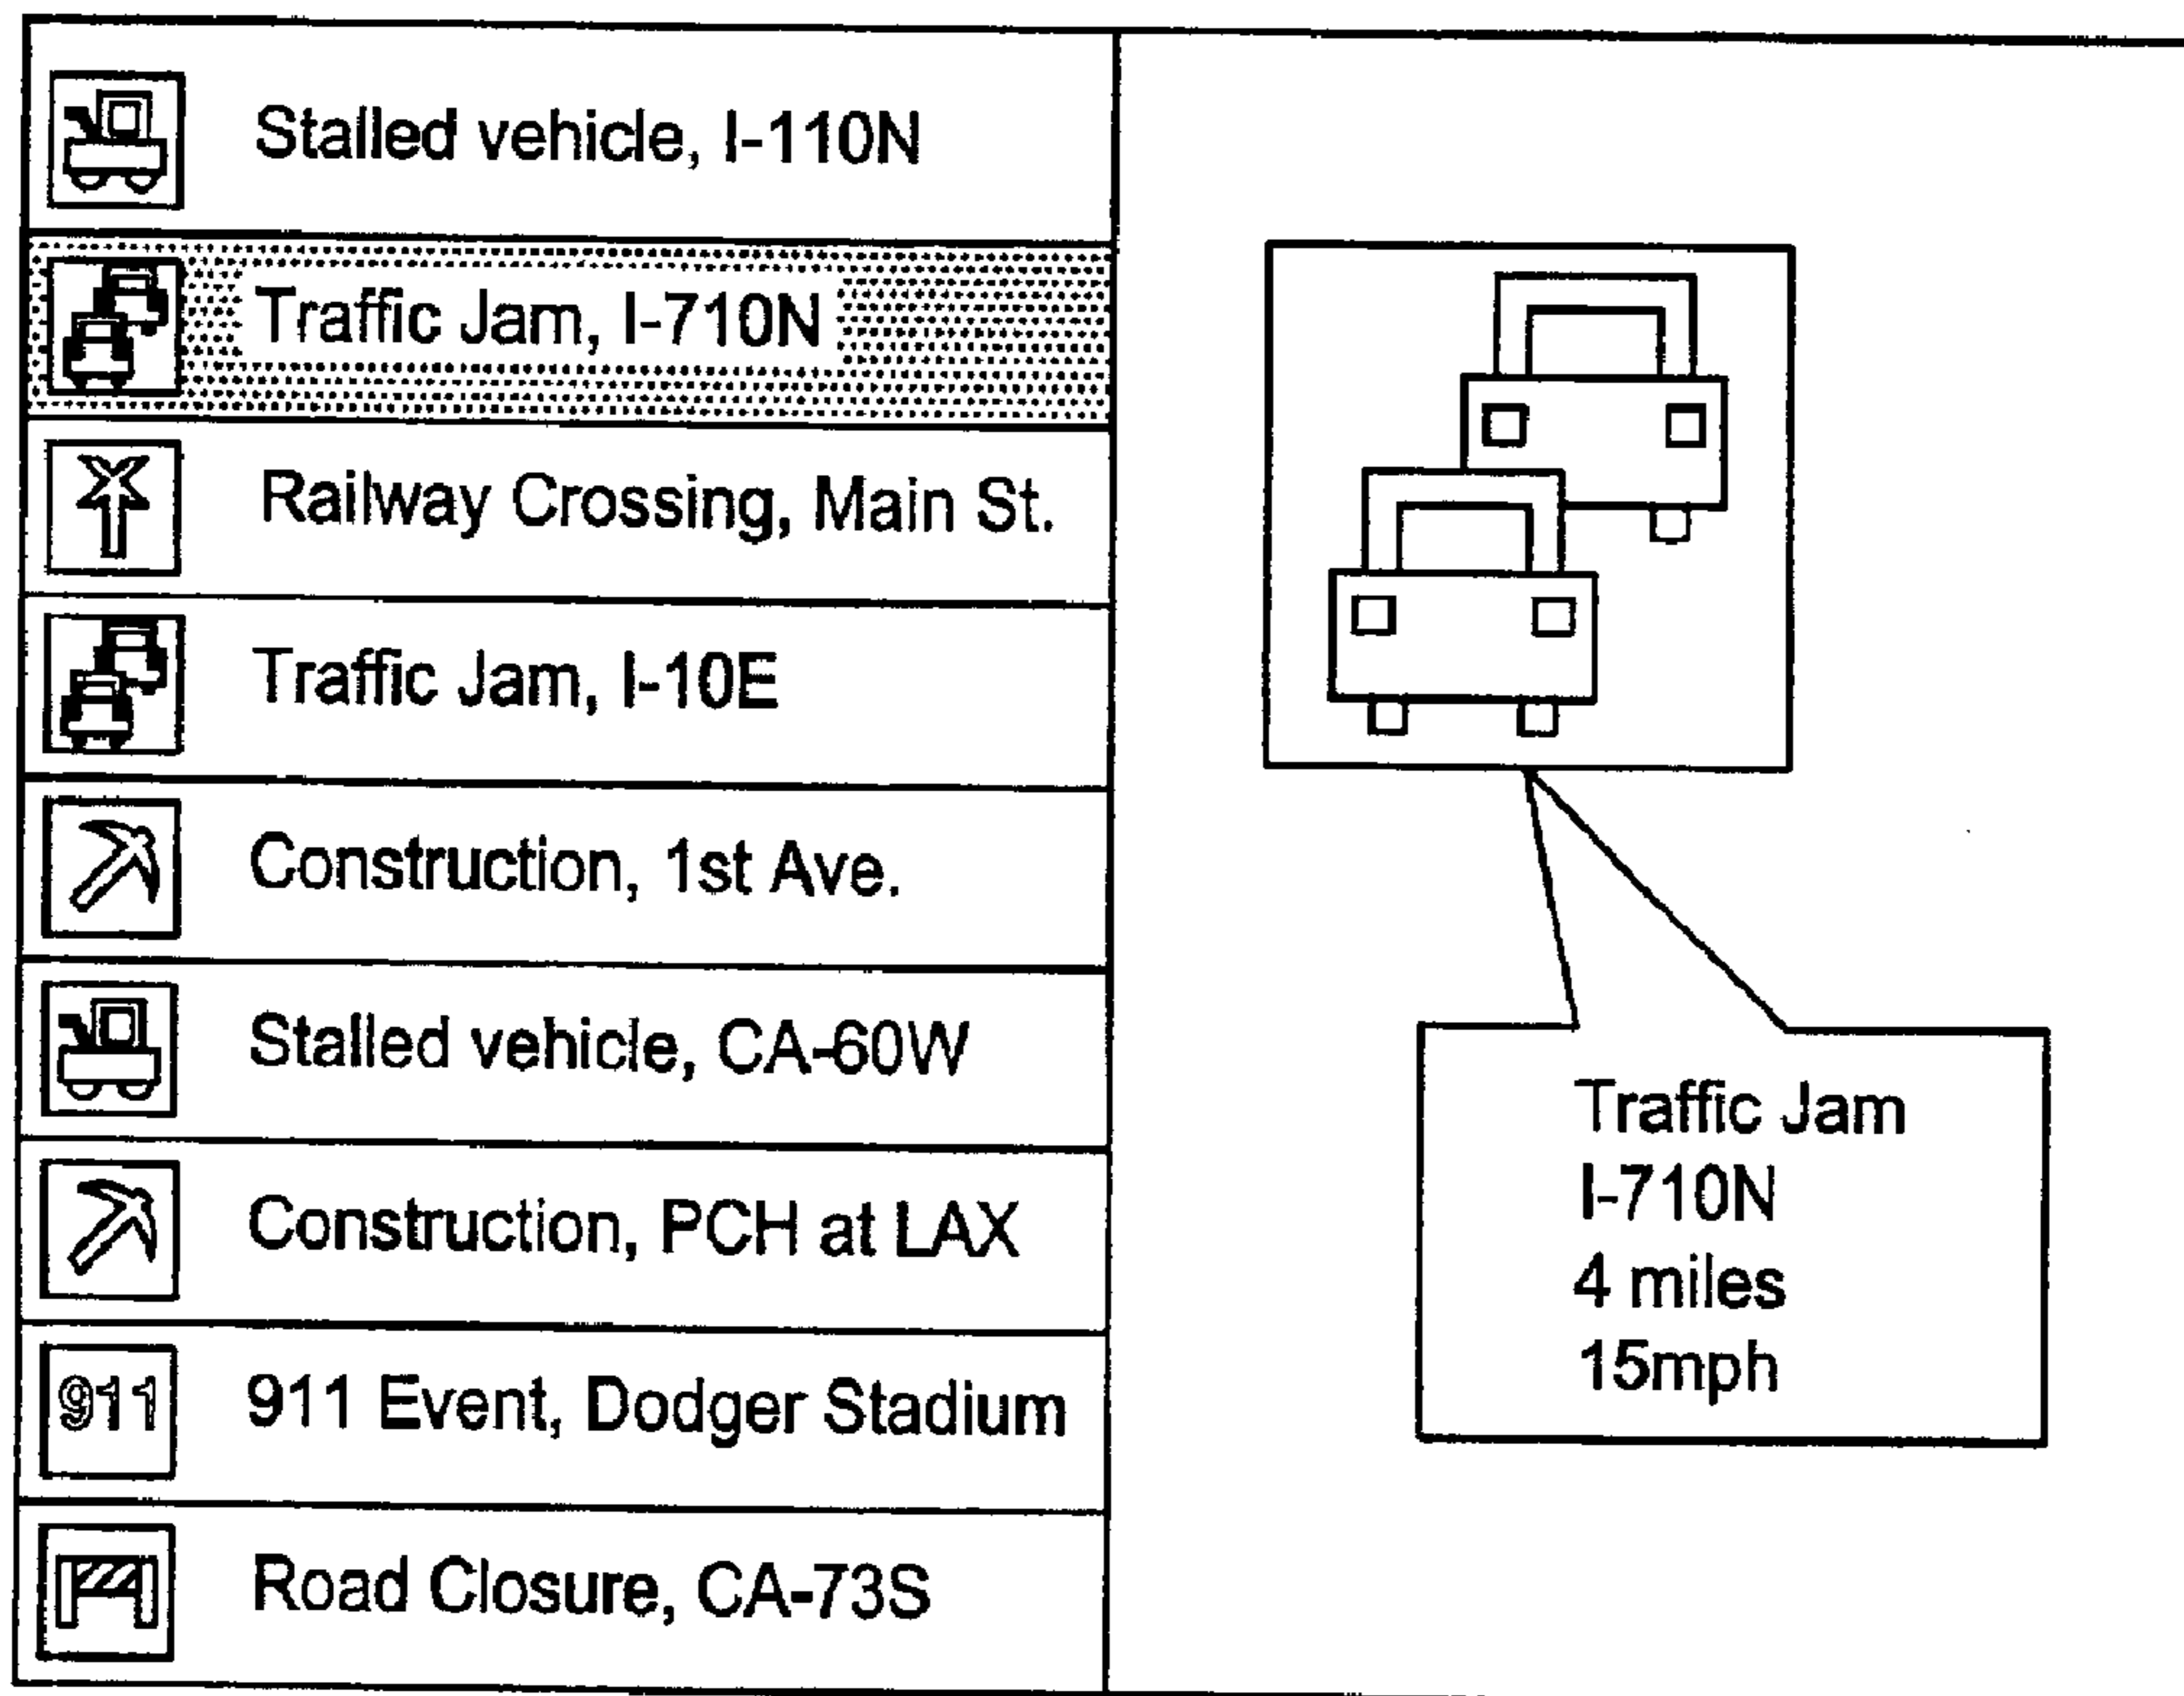 Stalled vehicle, I-110N
Traffic Jam, I-710N
Railway Crossing, Main St.
Traffic Jam, I-10E
Construction, 1st Ave.
Stalled vehicle, CA-60W
Construction, PCH at LAX
911
911 Event, Dodger Stadium
Road Closure, CA-73S
Traffic Jam
I-710N
4 miles
15mph